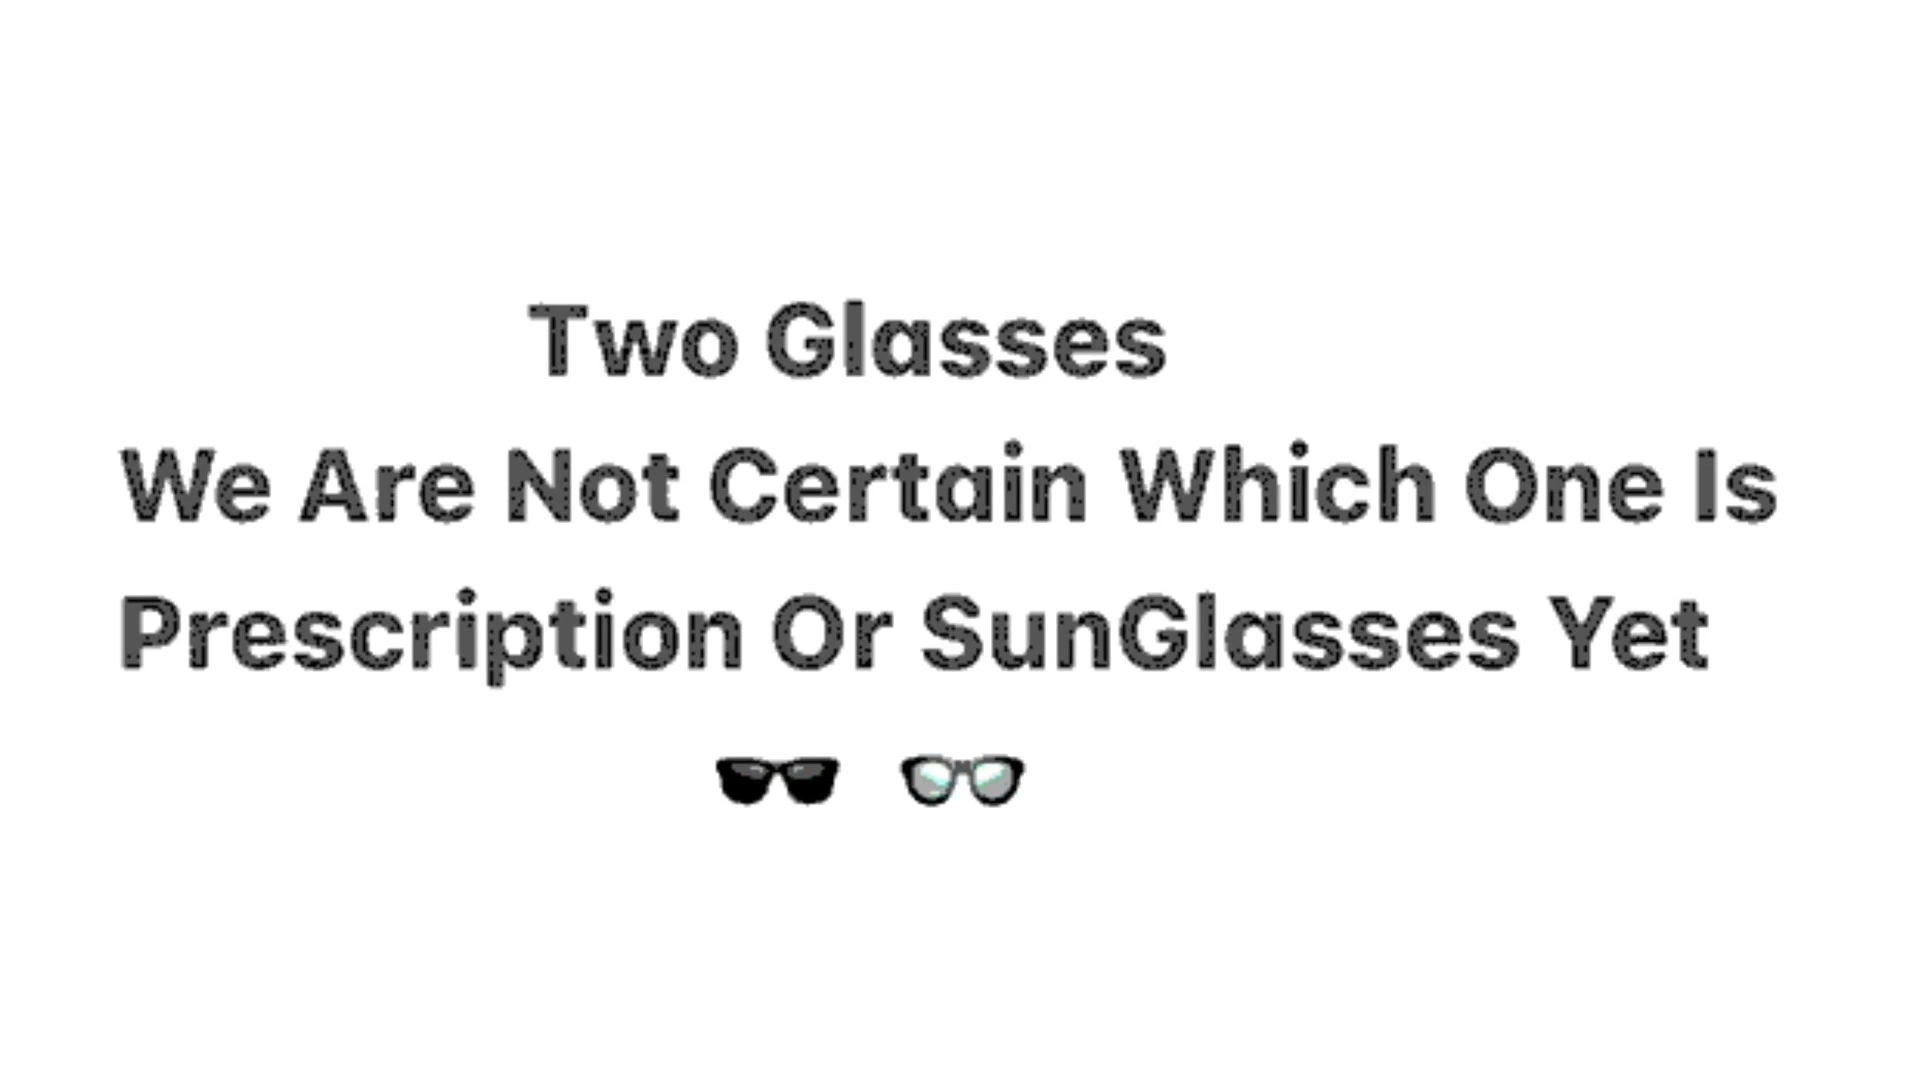 Two Glasses
We Are Not Certain Which One Is
Prescription Or SunGlasses Yet
🕶️ 👓